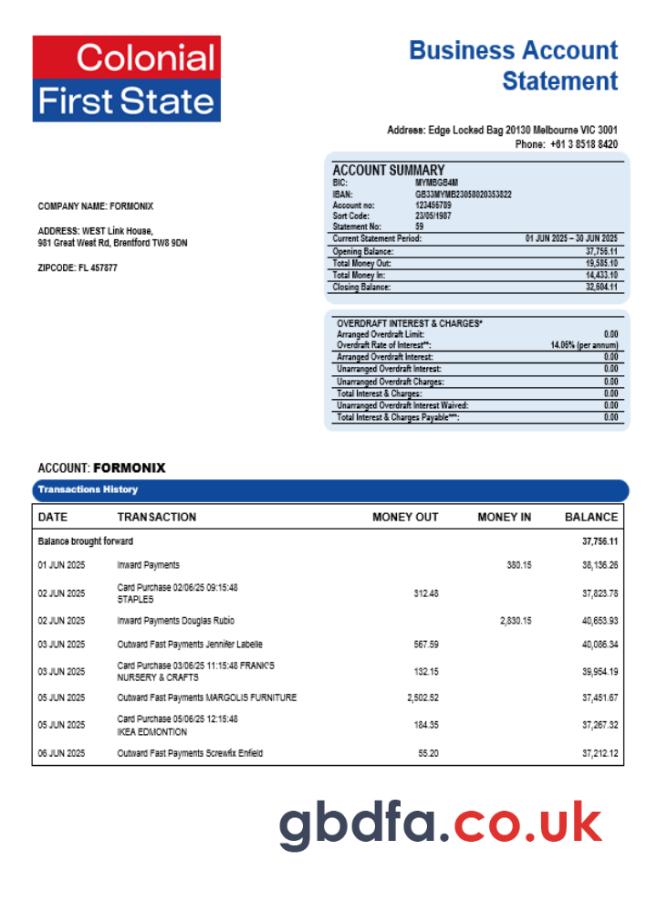 Colonial
First State
Business Account
Statement
Address: Edge Locked Bag 20130 Melbourne VIC 3001
Phone: +61 3 8518 8420
COMPANY NAME: FORMONIX
ADDRESS: WEST Link House,
981 Great West Rd, Brentford TW8 9DN
ZIPCODE: FL 457877
ACCOUNT SUMMARY
BIC: MYMBGB4M
IBAN: GB33MYMB23058020353822
Account no: 123456789
Sort Code: 23/05/1987
Statement No: 59
Current Statement Period: 01 JUN 2025 – 30 JUN 2025
Opening Balance: 37,756.11
Total Money Out: 19,585.10
Total Money In: 14,433.10
Closing Balance: 32,604.11
OVERDRAFT INTEREST & CHARGES*
Arranged Overdraft Limit: 0.00
Overdraft Rate of Interest**: 14.06% (per annum)
Arranged Overdraft Interest: 0.00
Unarranged Overdraft Interest: 0.00
Unarranged Overdraft Charges: 0.00
Total Interest & Charges: 0.00
Unarranged Overdraft Interest Waived: 0.00
Total Interest & Charges Payable***: 0.00
ACCOUNT: FORMONIX
Transactions History
DATE TRANSACTION MONEY OUT MONEY IN BALANCE
Balance brought forward 37,756.11
01 JUN 2025 Inward Payments 380.15 38,136.26
02 JUN 2025 Card Purchase 02/06/25 09:15:48 312.48 37,823.78
STAPLES
02 JUN 2025 Inward Payments Douglas Rubio 2,830.15 40,653.93
03 JUN 2025 Outward Fast Payments Jennifer Labelle 567.59 40,086.34
03 JUN 2025 Card Purchase 03/06/25 11:15:48 FRANK'S 132.15 39,954.19
NURSERY & CRAFTS
05 JUN 2025 Outward Fast Payments MARGOLIS FURNITURE 2,502.52 37,451.67
05 JUN 2025 Card Purchase 05/06/25 12:15:48 184.35 37,267.32
IKEA EDMONTION
06 JUN 2025 Outward Fast Payments Screwfix Enfield 55.20 37,212.12
gbdfa.co.uk